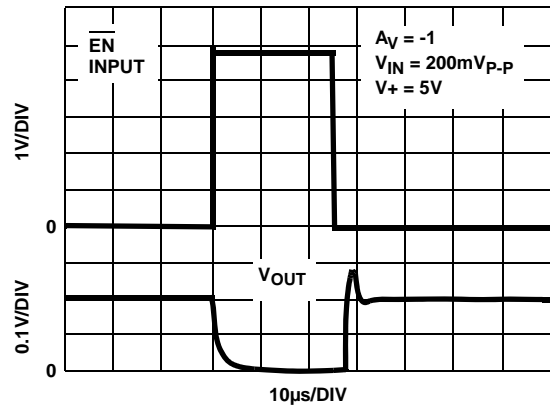 EN
INPUT
A_V = -1
V_IN = 200mV_P-P
V+ = 5V
1V/DIV
0
V_OUT
0.1V/DIV
0
10µs/DIV